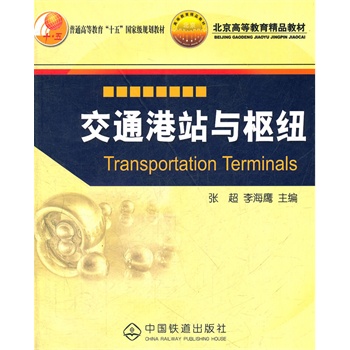 普通高等教育“十五”国家级规划教材
北京高等教育精品教材
BEIJING GAODENG JIAOYU JINGPIN JIAOCAI
十·五
交通港站与枢纽
Transportation Terminals
张 超 李海鹰 主编
中国铁道出版社
CHINA RAILWAY PUBLISHING HOUSE